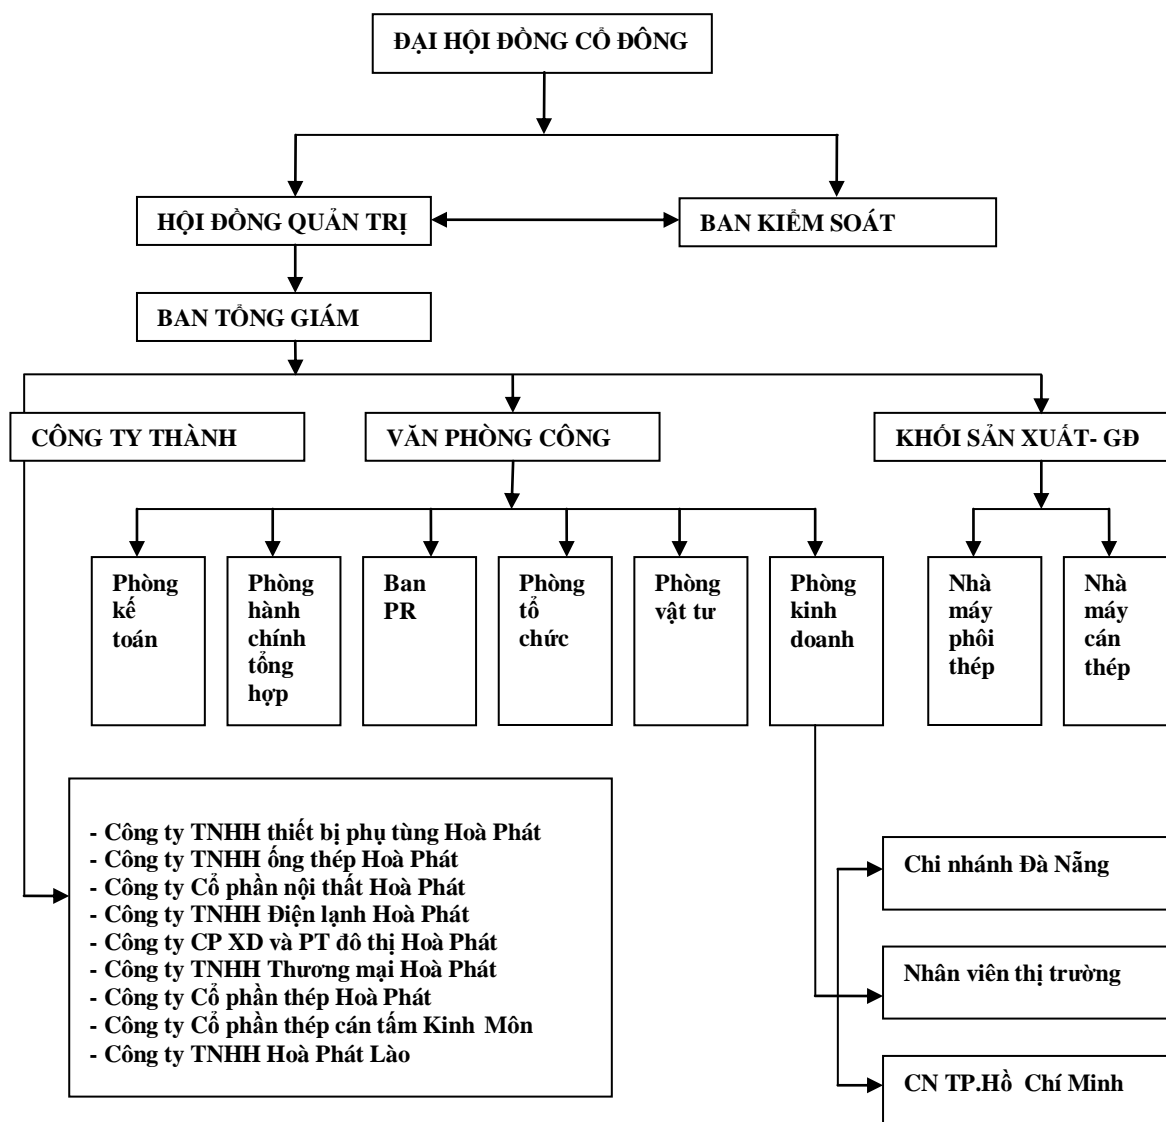 ĐẠI HỘI ĐỒNG CỔ ĐÔNG
HỘI ĐỒNG QUẢN TRỊ
BAN KIỂM SOÁT
BAN TỔNG GIÁM
CÔNG TY THÀNH
VĂN PHÒNG CÔNG
KHỐI SẢN XUẤT- GĐ
Phòng
kế
toán
Phòng
hành
chính
tổng
hợp
Ban
PR
Phòng
tổ
chức
Phòng
vật tư
Phòng
kinh
doanh
Nhà
máy
phôi
thép
Nhà
máy
cán
thép
- Công ty TNHH thiết bị phụ tùng Hoà Phát
- Công ty TNHH ống thép Hoà Phát
- Công ty Cổ phần nội thất Hoà Phát
- Công ty TNHH Điện lạnh Hoà Phát
- Công ty CP XD và PT đô thị Hoà Phát
- Công ty TNHH Thương mại Hoà Phát
- Công ty Cổ phần thép Hoà Phát
- Công ty Cổ phần thép cán tấm Kinh Môn
- Công ty TNHH Hoà Phát Lào
Chi nhánh Đà Nẵng
Nhân viên thị trường
CN TP.Hồ Chí Minh